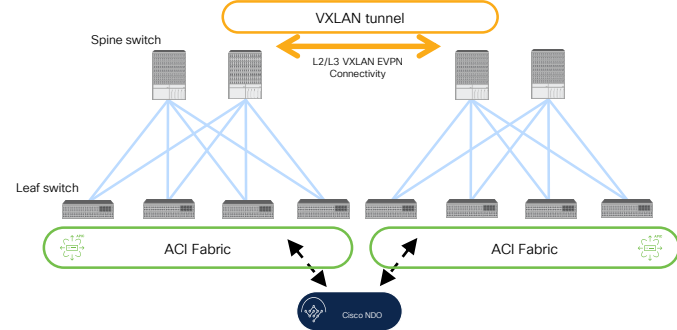 VXLAN tunnel
Spine switch
L2/L3 VXLAN EVPN
Connectivity
Leaf switch
ACI Fabric
ACI Fabric
Cisco NDO